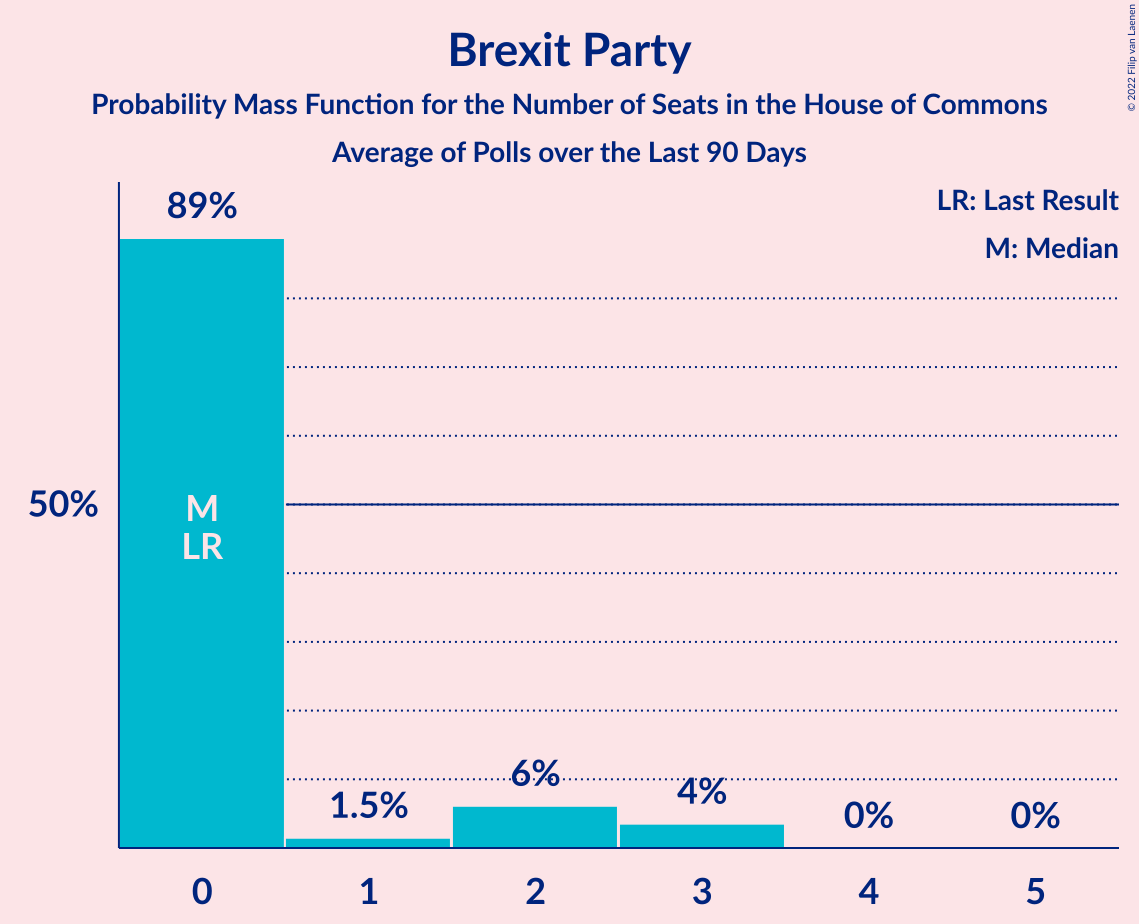 Brexit Party
Probability Mass Function for the Number of Seats in the House of Commons
Average of Polls over the Last 90 Days
© 2022 Filip van Laenen
LR: Last Result
M: Median
89%
50%
M
LR
1.5%
6%
4%
0%
0%
0
1
2
3
4
5